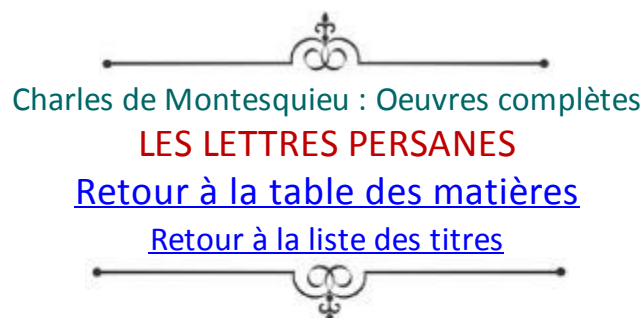 Charles de Montesquieu : Oeuvres complètes
LES LETTRES PERSANES
Retour à la table des matières
Retour à la liste des titres